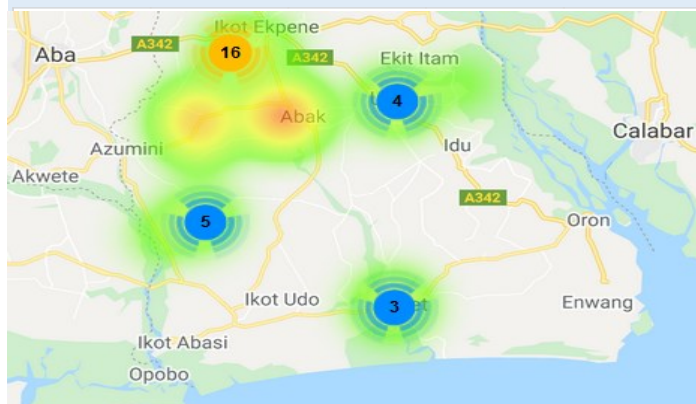 Ikot Ekpene
Aba
A342
16
A342
Ekit Itam
4
Abak
Calabar
Azumini
Idu
Akwete
A342
5
Oron
Ikot Udo
3
Enwang
Ikot Abasi
Opobo